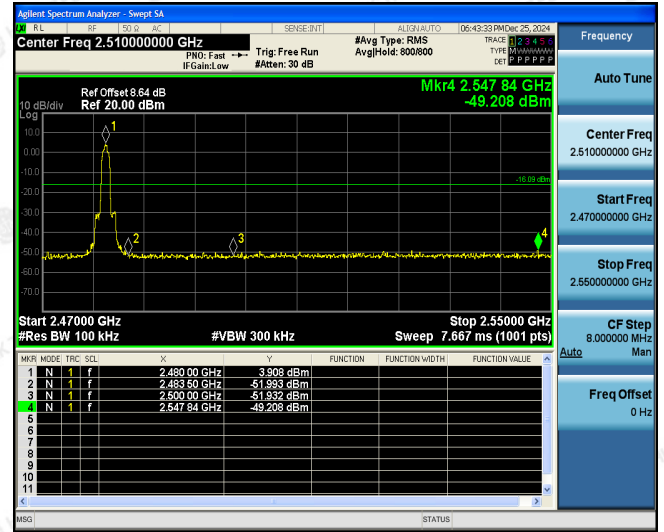 Agilent Spectrum Analyzer - Swept SA
LXI RL RF 50 Ω AC SENSE:INT ALIGN AUTO 06:43:33 PM Dec 25, 2024
Center Freq 2.510000000 GHz #Avg Type: RMS TRACE 1 2 3 4 5 6
PNO: Fast Trig: Free Run Avg|Hold: 800/800 TYPE M
IFGain:Low #Atten: 30 dB DET P P P P P P
Mkr4 2.547 84 GHz
Ref Offset 8.64 dB
10 dB/div Ref 20.00 dBm -49.208 dBm
Log
10.0
0.00
-10.0
-20.0
-30.0
-40.0
-50.0
-60.0
-70.0
1
-16.09 dBm
2
3
4
Start 2.47000 GHz Stop 2.55000 GHz
#Res BW 100 kHz #VBW 300 kHz Sweep 7.667 ms (1001 pts)
MKR MODE TRC SCL X Y FUNCTION FUNCTION WIDTH FUNCTION VALUE
1 N 1 f 2.480 00 GHz 3.908 dBm
2 N 1 f 2.483 50 GHz -51.993 dBm
3 N 1 f 2.500 00 GHz -51.932 dBm
4 N 1 f 2.547 84 GHz -49.208 dBm
5
6
7
8
9
10
11
MSG STATUS
Frequency
Auto Tune
Center Freq
2.510000000 GHz
Start Freq
2.470000000 GHz
Stop Freq
2.550000000 GHz
CF Step
8.000000 MHz
Auto Man
Freq Offset
0 Hz